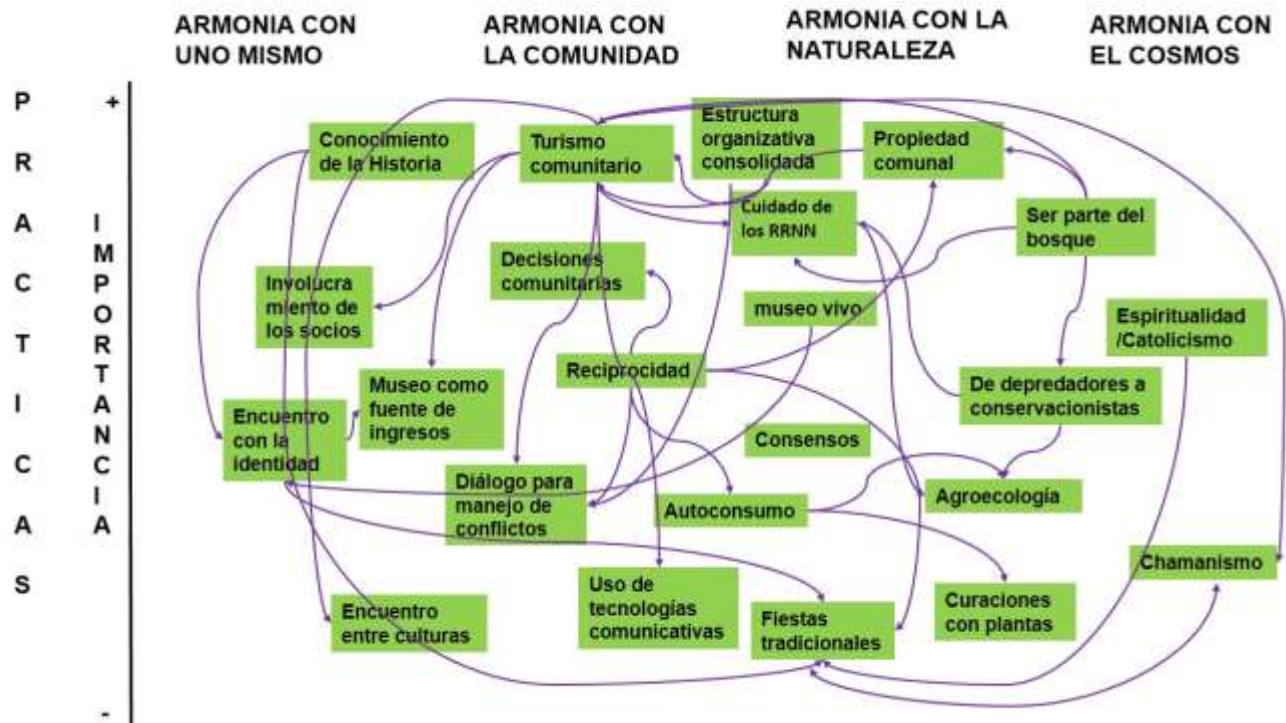 ARMONIA CON
UNO MISMO
ARMONIA CON
LA COMUNIDAD
ARMONIA CON LA
NATURALEZA
ARMONIA CON
EL COSMOS
PRACTICAS
+
IMPORTANCIA
-
Conocimiento
de la Historia
Turismo
comunitario
Estructura
organizativa
consolidada
Propiedad
comunal
Cuidado de
los RRNN
Ser parte del
bosque
Decisiones
comunitarias
Involucra
miento de
los socios
museo vivo
Espiritualidad
/Catolicismo
Reciprocidad
Museo como
fuente de
ingresos
De depredadores a
conservacionistas
Encuentro
con la
identidad
Consensos
Diálogo para
manejo de
conflictos
Autoconsumo
Agroecología
Chamanismo
Uso de
tecnologías
comunicativas
Encuentro
entre culturas
Fiestas
tradicionales
Curaciones
con plantas